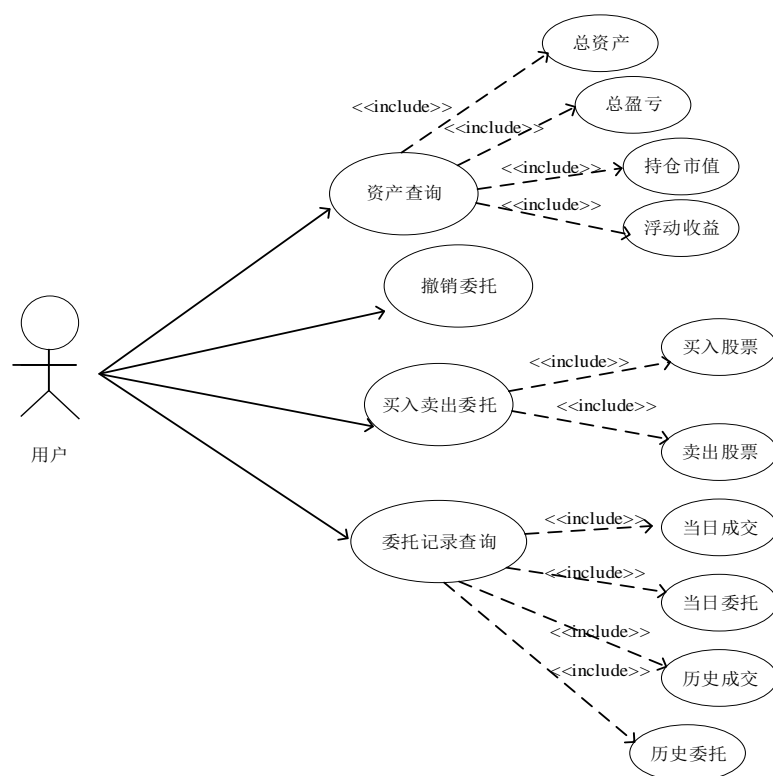 总资产
<<include>>
总盈亏
<<include>>
资产查询
<<include>>
持仓市值
<<include>>
浮动收益
撤销委托
用户
买入卖出委托
<<include>>
买入股票
<<include>>
卖出股票
委托记录查询
<<include>>
当日成交
<<include>>
当日委托
<<include>>
历史成交
<<include>>
历史委托